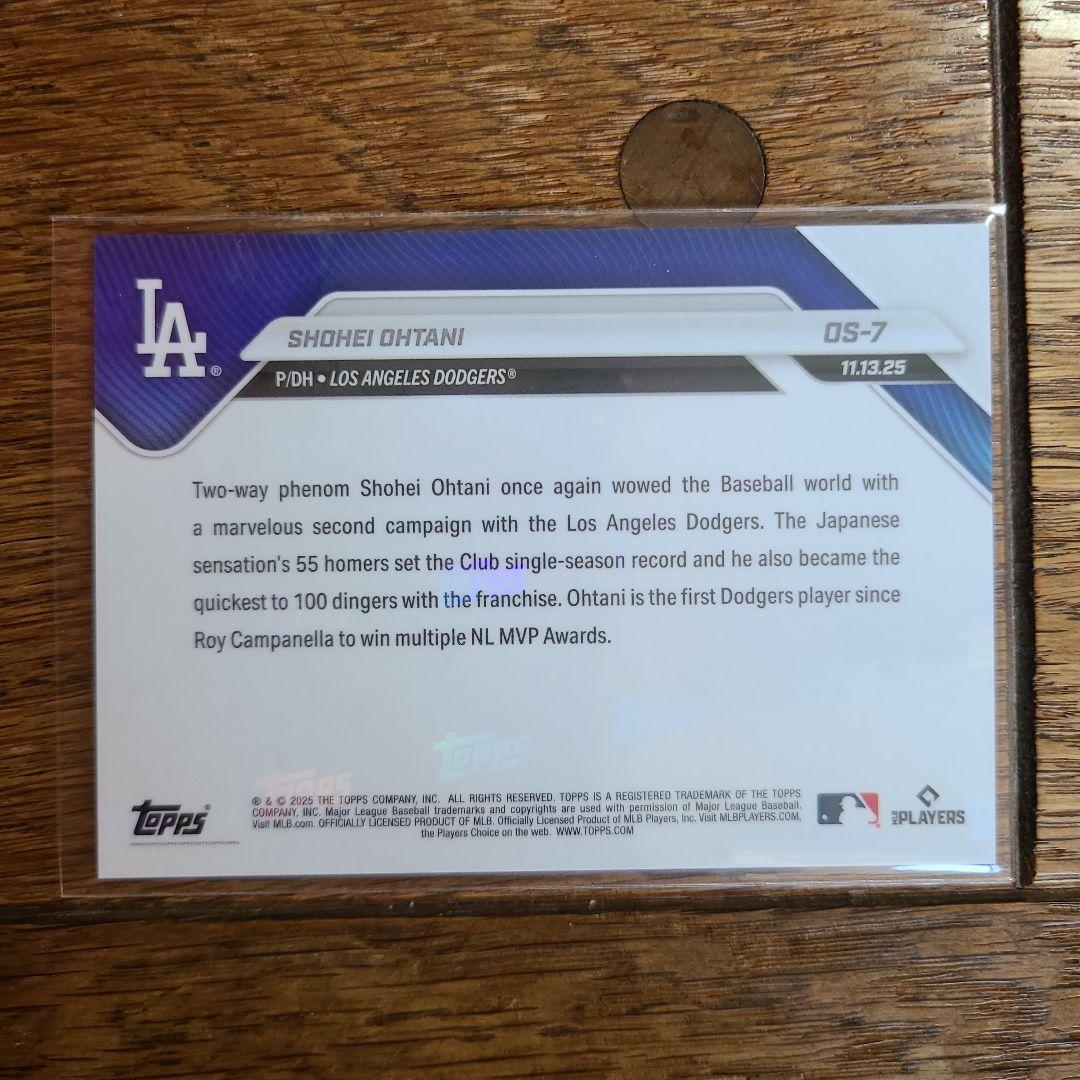 LA®
SHOHEI OHTANI
OS-7
P/DH • LOS ANGELES DODGERS®
11.13.25
Two-way phenom Shohei Ohtani once again wowed the Baseball world with
a marvelous second campaign with the Los Angeles Dodgers. The Japanese
sensation's 55 homers set the Club single-season record and he also became the
quickest to 100 dingers with the franchise. Ohtani is the first Dodgers player since
Roy Campanella to win multiple NL MVP Awards.
Topps
Topps
Topps®
® & © 2025 THE TOPPS COMPANY, INC. ALL RIGHTS RESERVED. TOPPS IS A REGISTERED TRADEMARK OF THE TOPPS
COMPANY, INC. Major League Baseball trademarks and copyrights are used with permission of Major League Baseball.
Visit MLB.com. OFFICIALLY LICENSED PRODUCT OF MLB. Officially Licensed Product of MLB Players, Inc. Visit MLBPLAYERS.COM,
the Players Choice on the web. WWW.TOPPS.COM
MLB PLAYERS